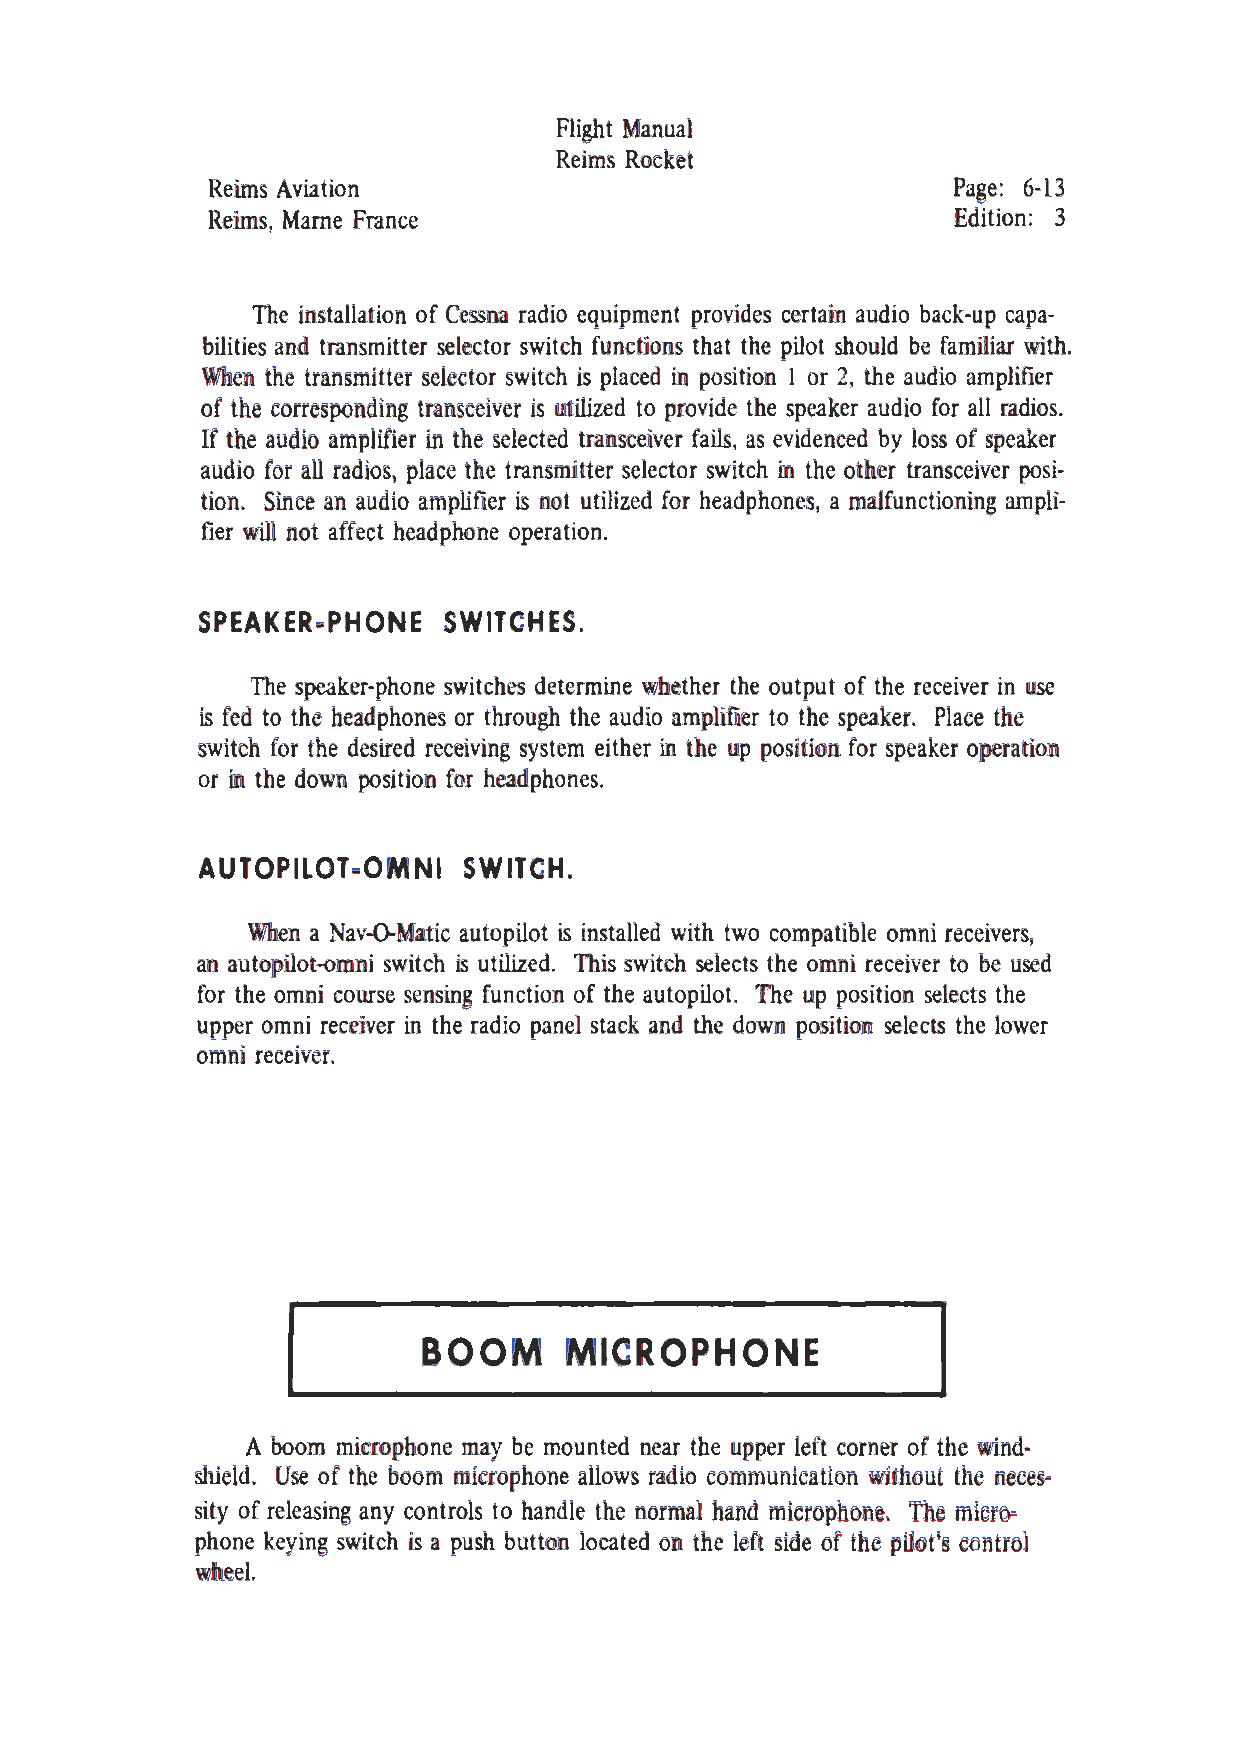 Flight Manual
Reims Rocket
Reims Aviation Page: 6-13
Reims, Marne France Edition: 3
The installation of Cessna radio equipment provides certain audio back-up capa-
bilities and transmitter selector switch functions that the pilot should be familiar with.
When the transmitter selector switch is placed in position 1 or 2, the audio amplifier
of the corresponding transceiver is utilized to provide the speaker audio for all radios.
If the audio amplifier in the selected transceiver fails, as evidenced by loss of speaker
audio for all radios, place the transmitter selector switch in the other transceiver posi-
tion. Since an audio amplifier is not utilized for headphones, a malfunctioning ampli-
fier will not affect headphone operation.
SPEAKER-PHONE SWITCHES.
The speaker-phone switches determine whether the output of the receiver in use
is fed to the headphones or through the audio amplifier to the speaker. Place the
switch for the desired receiving system either in the up position for speaker operation
or in the down position for headphones.
AUTOPILOT-OMNI SWITCH.
When a Nav-O-Matic autopilot is installed with two compatible omni receivers,
an autopilot-omni switch is utilized. This switch selects the omni receiver to be used
for the omni course sensing function of the autopilot. The up position selects the
upper omni receiver in the radio panel stack and the down position selects the lower
omni receiver.
BOOM MICROPHONE
A boom microphone may be mounted near the upper left corner of the wind-
shield. Use of the boom microphone allows radio communication without the neces-
sity of releasing any controls to handle the normal hand microphone. The micro-
phone keying switch is a push button located on the left side of the pilot's control
wheel.